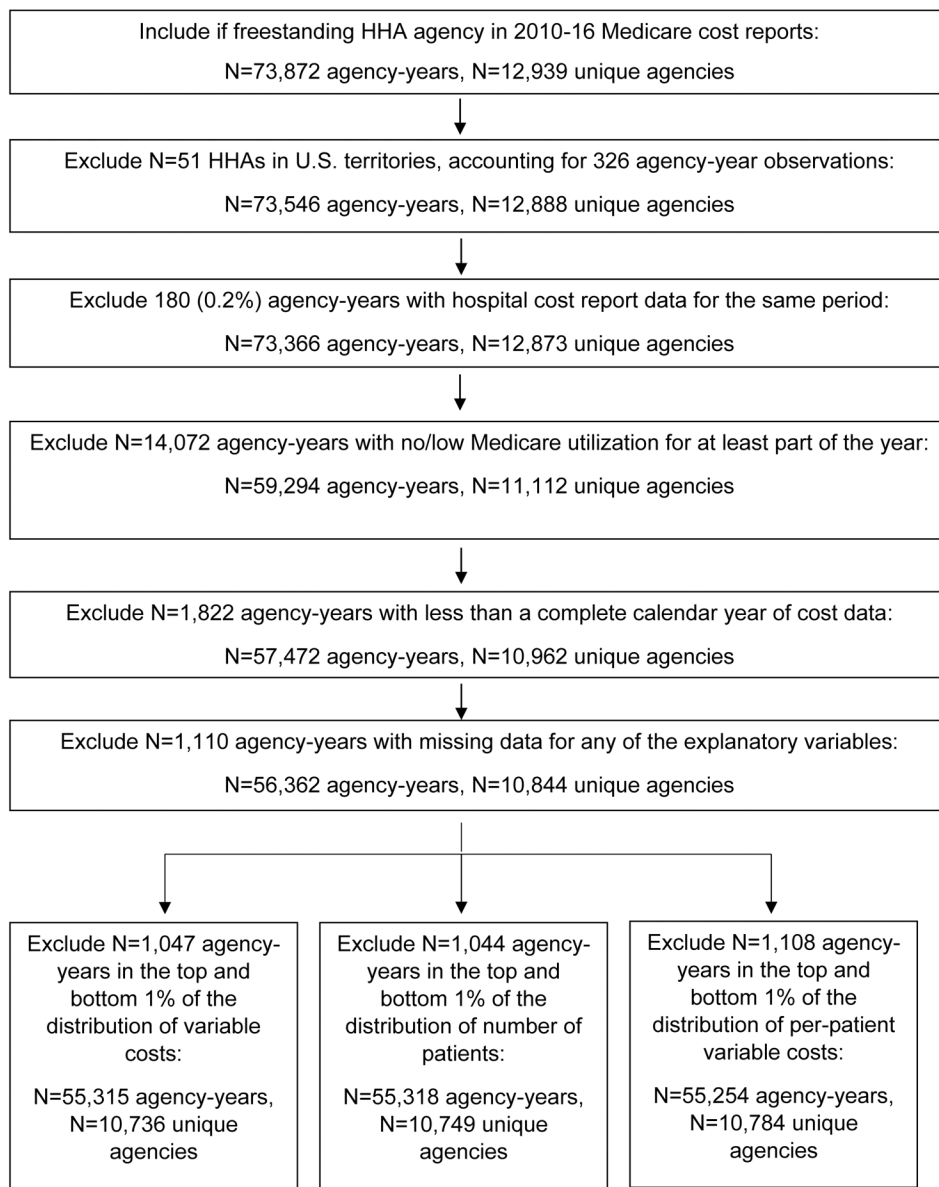 Include if freestanding HHA agency in 2010-16 Medicare cost reports:
N=73,872 agency-years, N=12,939 unique agencies
Exclude N=51 HHAs in U.S. territories, accounting for 326 agency-year observations:
N=73,546 agency-years, N=12,888 unique agencies
Exclude 180 (0.2%) agency-years with hospital cost report data for the same period:
N=73,366 agency-years, N=12,873 unique agencies
Exclude N=14,072 agency-years with no/low Medicare utilization for at least part of the year:
N=59,294 agency-years, N=11,112 unique agencies
Exclude N=1,822 agency-years with less than a complete calendar year of cost data:
N=57,472 agency-years, N=10,962 unique agencies
Exclude N=1,110 agency-years with missing data for any of the explanatory variables:
N=56,362 agency-years, N=10,844 unique agencies
Exclude N=1,047 agency-
years in the top and
bottom 1% of the
distribution of variable
costs:
N=55,315 agency-years,
N=10,736 unique
agencies
Exclude N=1,044 agency-
years in the top and
bottom 1% of the
distribution of number of
patients:
N=55,318 agency-years,
N=10,749 unique
agencies
Exclude N=1,108 agency-
years in the top and
bottom 1% of the
distribution of per-patient
variable costs:
N=55,254 agency-years,
N=10,784 unique
agencies